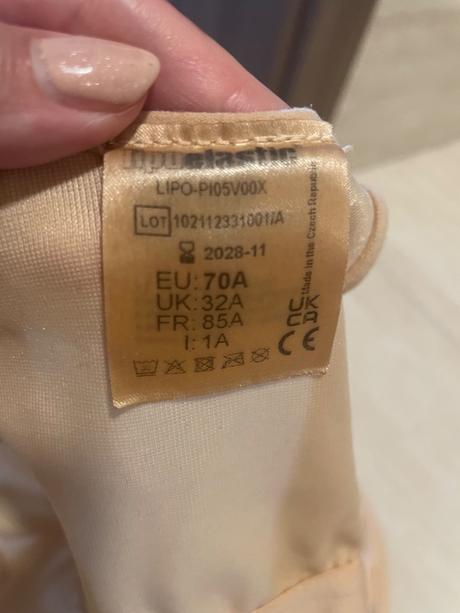 lipoelastic
LIPO-PI05V00X
LOT 102112331001/A
2028-11
EU: 70A
UK: 32A
FR: 85A
I: 1A
Made in the Czech Republic
UK
CA
CE